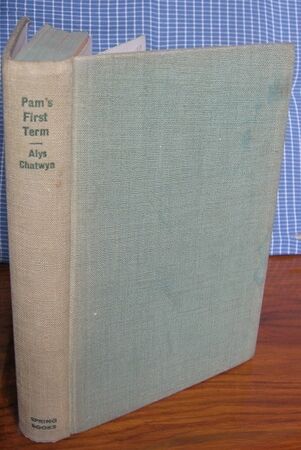 Pam's
First
Term
Alys
Chatwyn
SPRING
BOOKS